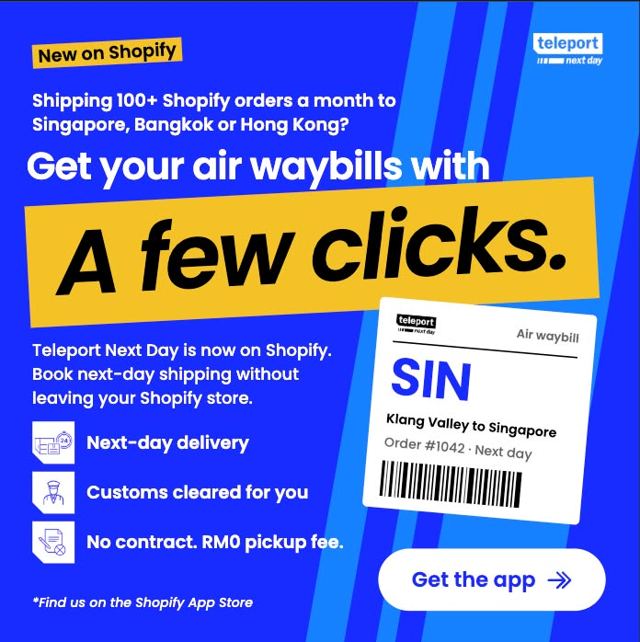 New on Shopify
teleport
next day
Shipping 100+ Shopify orders a month to
Singapore, Bangkok or Hong Kong?
Get your air waybills with
A few clicks.
teleport
next day
Air waybill
SIN
Klang Valley to Singapore
Order #1042 · Next day
Teleport Next Day is now on Shopify.
Book next-day shipping without
leaving your Shopify store.
24
Next-day delivery
Customs cleared for you
No contract. RM0 pickup fee.
Get the app
*Find us on the Shopify App Store